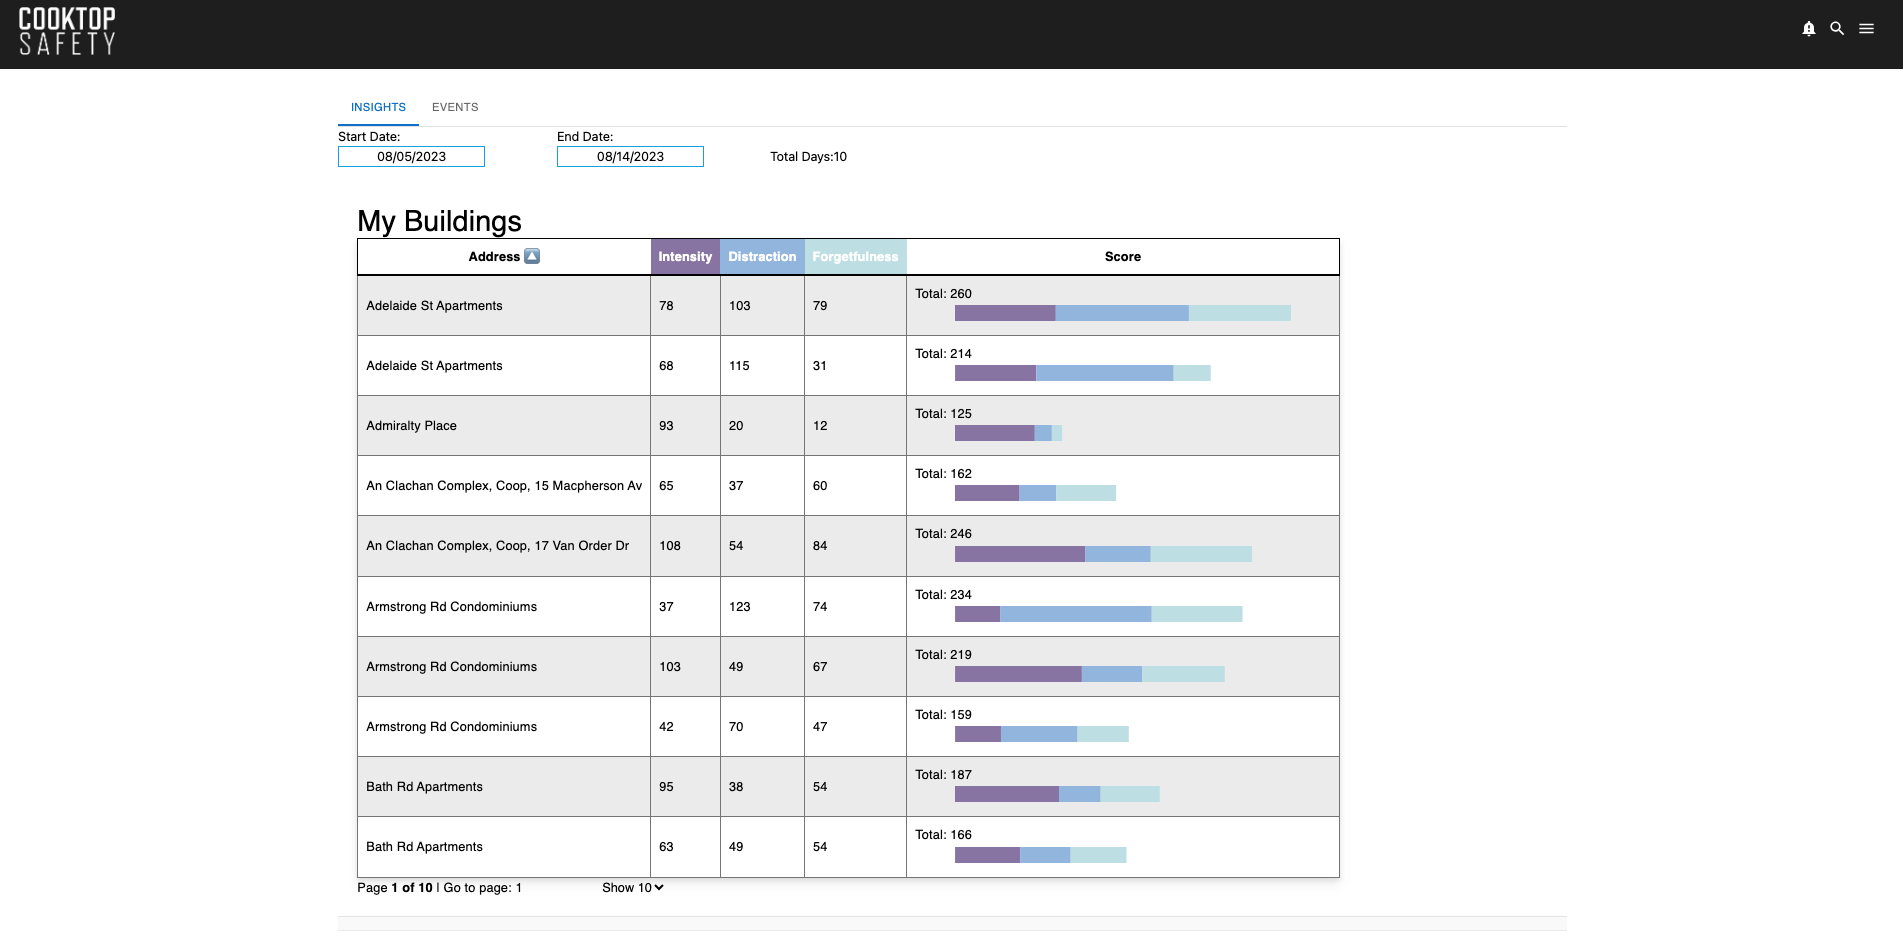 COOKTOP
SAFETY
INSIGHTS EVENTS
Start Date: End Date:
08/05/2023 08/14/2023 Total Days:10
My Buildings
Address Intensity Distraction Forgetfulness Score
Adelaide St Apartments 78 103 79 Total: 260
Adelaide St Apartments 68 115 31 Total: 214
Admiralty Place 93 20 12 Total: 125
An Clachan Complex, Coop, 15 Macpherson Av 65 37 60 Total: 162
An Clachan Complex, Coop, 17 Van Order Dr 108 54 84 Total: 246
Armstrong Rd Condominiums 37 123 74 Total: 234
Armstrong Rd Condominiums 103 49 67 Total: 219
Armstrong Rd Condominiums 42 70 47 Total: 159
Bath Rd Apartments 95 38 54 Total: 187
Bath Rd Apartments 63 49 54 Total: 166
Page 1 of 10 | Go to page: 1 Show 10